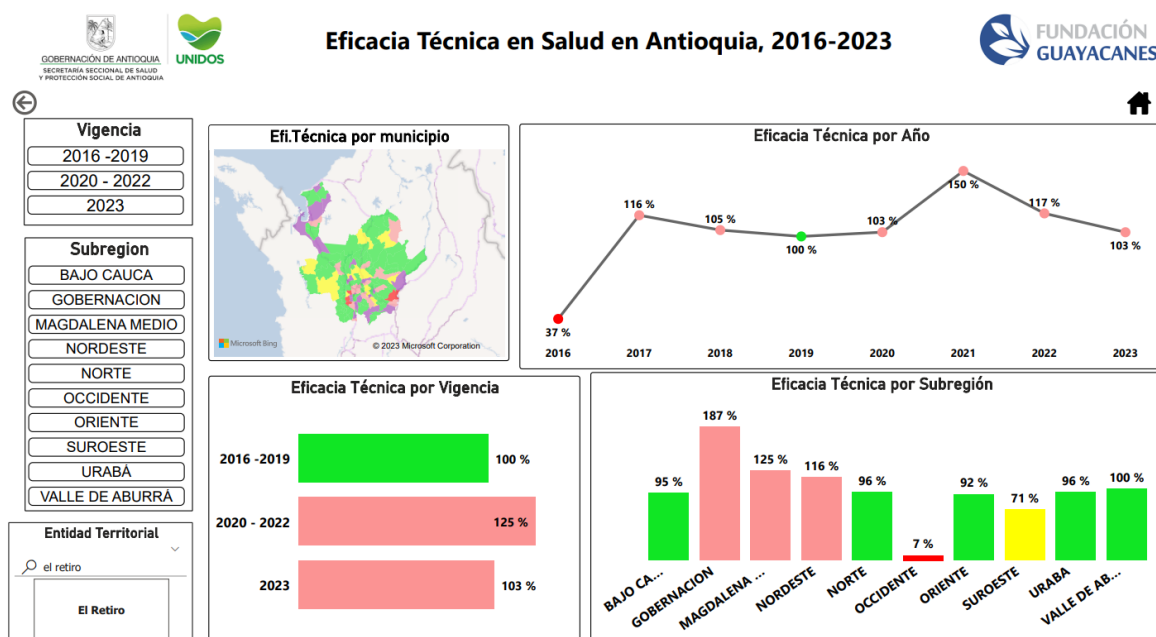 Eficacia Técnica en Salud en Antioquia, 2016-2023
GOBERNACIÓN DE ANTIOQUIA
SECRETARÍA SECCIONAL DE SALUD
Y PROTECCIÓN SOCIAL DE ANTIOQUIA
UNIDOS
FUNDACIÓN
GUAYACANES
Vigencia
2016 -2019
2020 - 2022
2023
Subregion
BAJO CAUCA
GOBERNACION
MAGDALENA MEDIO
NORDESTE
NORTE
OCCIDENTE
ORIENTE
SUROESTE
URABÁ
VALLE DE ABURRÁ
Entidad Territorial
el retiro
El Retiro
Efi.Técnica por municipio
Microsoft Bing
© 2023 Microsoft Corporation
Eficacia Técnica por Año
37 %
116 %
105 %
100 %
103 %
150 %
117 %
103 %
2016 2017 2018 2019 2020 2021 2022 2023
Eficacia Técnica por Vigencia
2016 -2019 100 %
2020 - 2022 125 %
2023 103 %
Eficacia Técnica por Subregión
95 %
187 %
125 %
116 %
96 %
7 %
92 %
71 %
96 %
100 %
BAJO CA...
GOBERNACION
MAGDALENA ...
NORDESTE
NORTE
OCCIDENTE
ORIENTE
SUROESTE
URABA
VALLE DE AB...